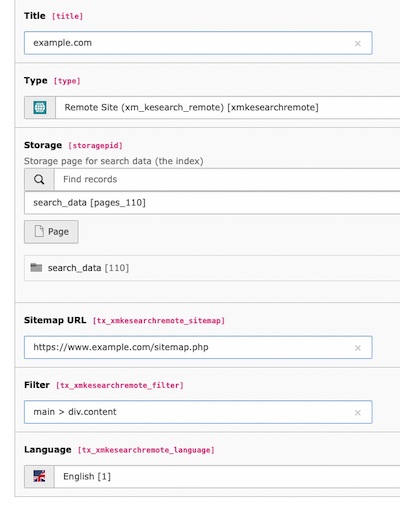 Title [title]
example.com
Type [type]
Remote Site (xm_kesearch_remote) [xmkesearchremote]
Storage [storagepid]
Storage page for search data (the index)
Find records
search_data [pages_110]
Page
search_data [110]
Sitemap URL [tx_xmkesearchremote_sitemap]
https://www.example.com/sitemap.php
Filter [tx_xmkesearchremote_filter]
main > div.content
Language [tx_xmkesearchremote_language]
English [1]